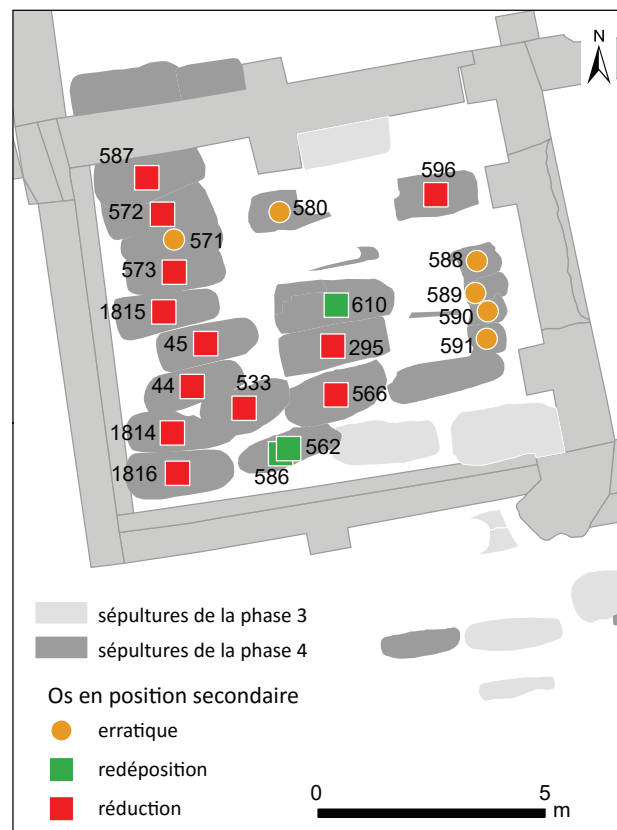 N
587
596
572
580
571
588
573
589
1815
610
590
45
295
591
44
533
566
1814
562
1816
586
sépultures de la phase 3
sépultures de la phase 4
Os en position secondaire
erratique
redéposition
réduction
0 5
m